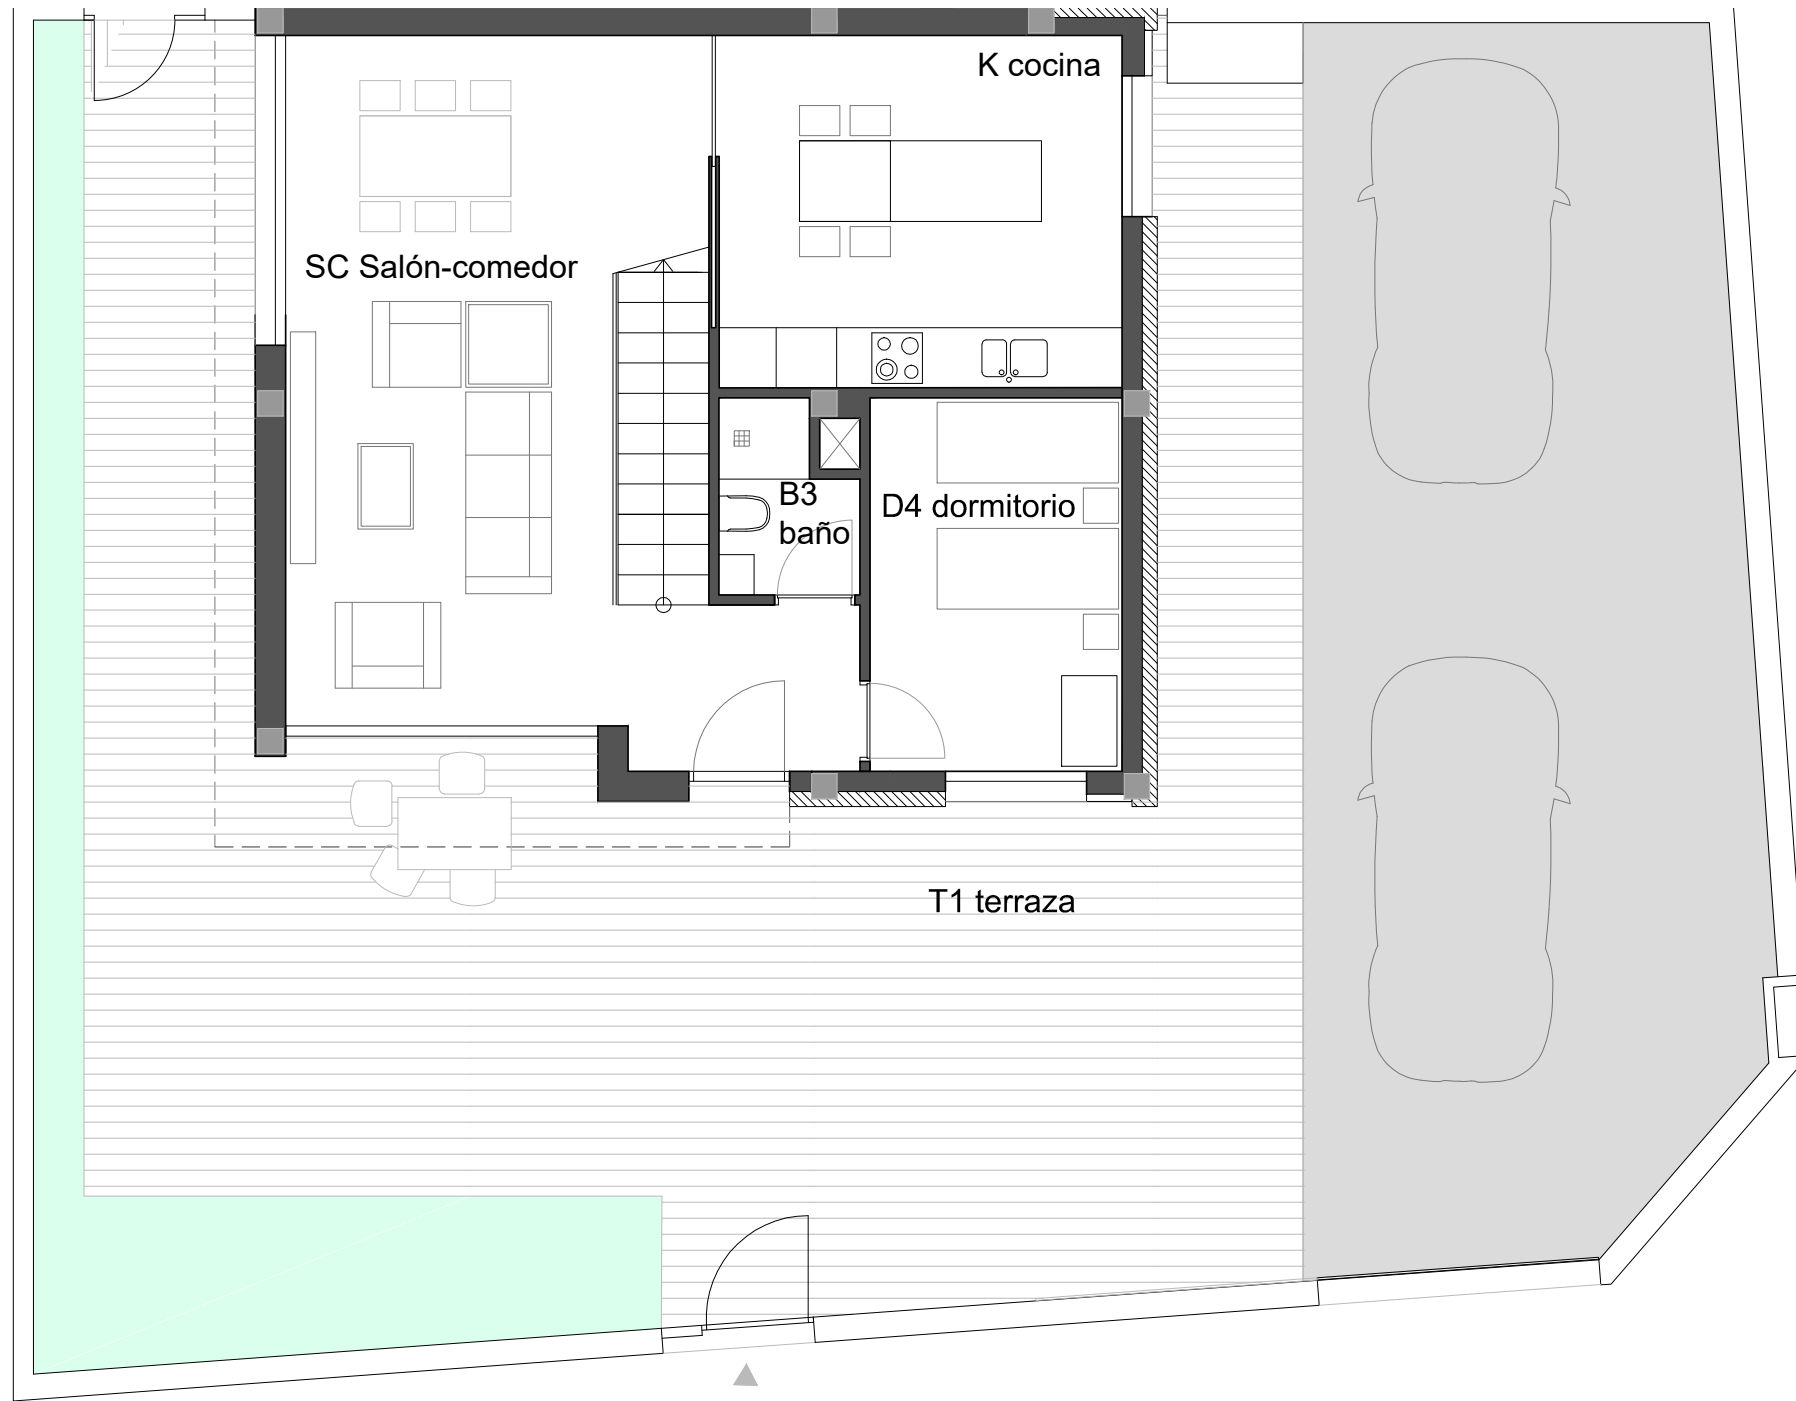 K cocina
SC Salón-comedor
B3
baño
D4 dormitorio
T1 terraza